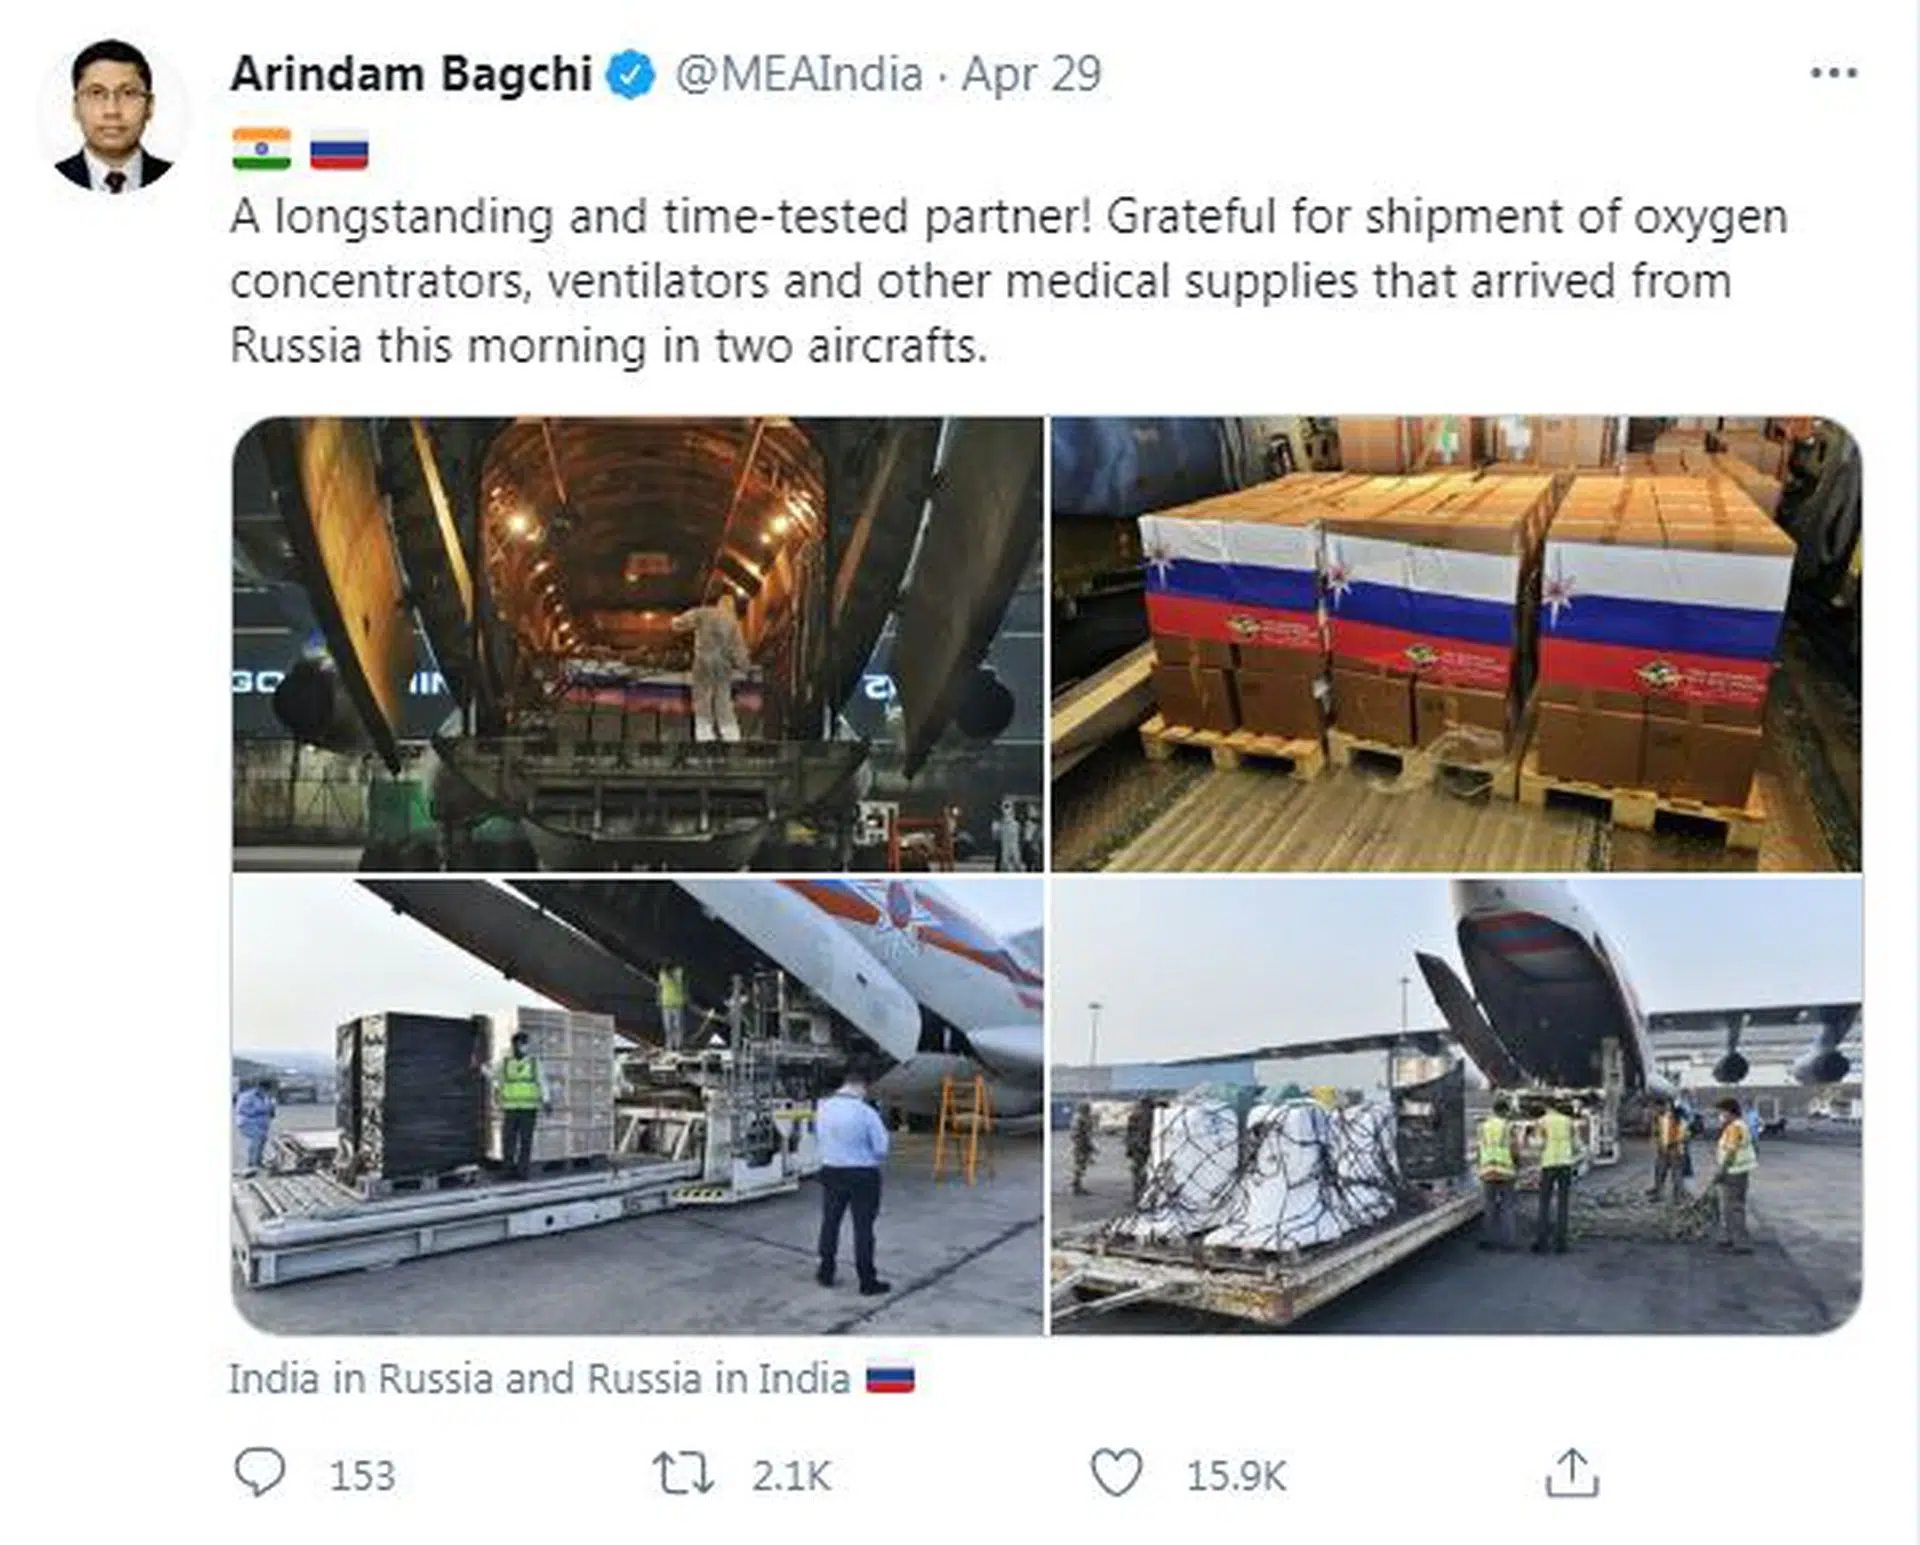 Arindam Bagchi @MEAIndia · Apr 29
A longstanding and time-tested partner! Grateful for shipment of oxygen
concentrators, ventilators and other medical supplies that arrived from
Russia this morning in two aircrafts.
India in Russia and Russia in India
153 2.1K 15.9K